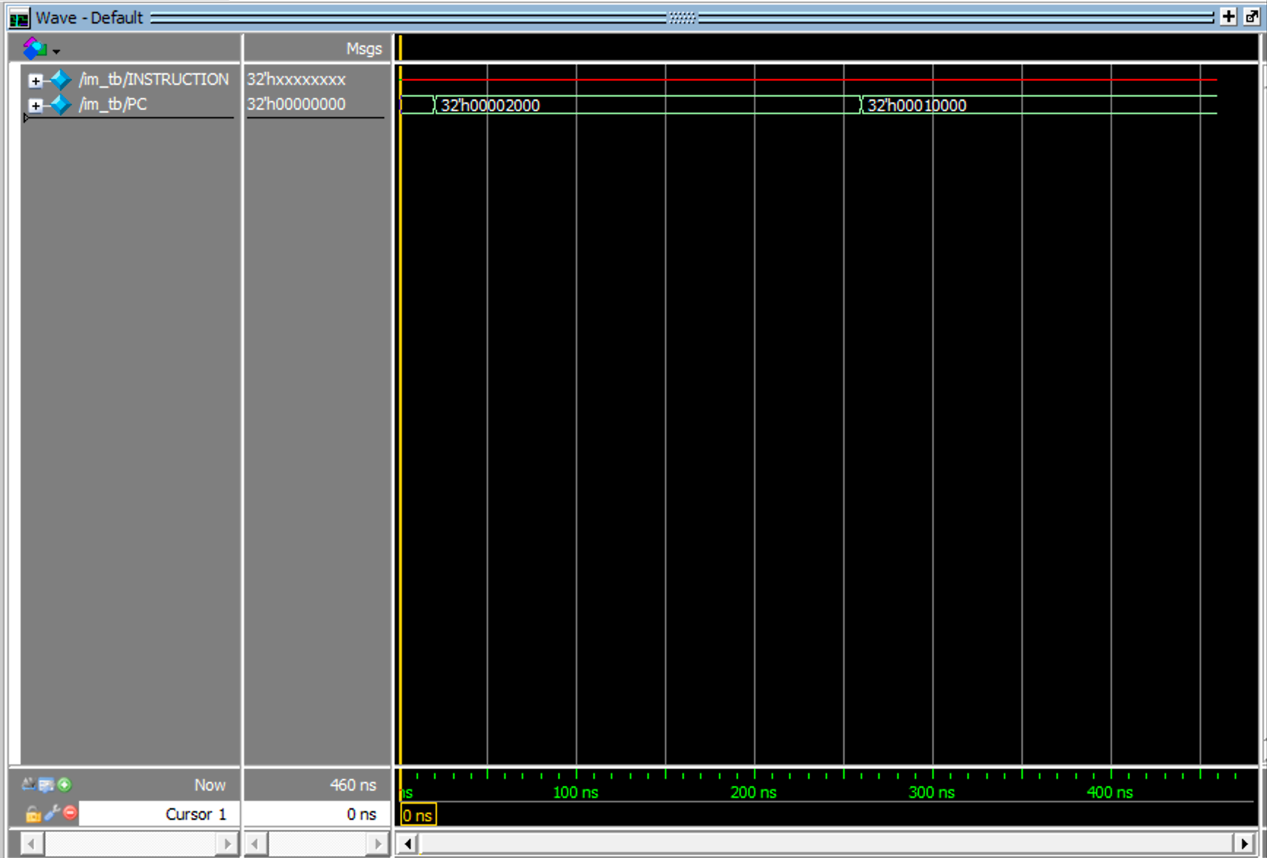 Wave - Default
Msgs
/im_tb/INSTRUCTION 32'hxxxxxxxx
/im_tb/PC 32'h00000000 32'h00002000 32'h00010000
Now 460 ns ns 100 ns 200 ns 300 ns 400 ns
Cursor 1 0 ns 0 ns